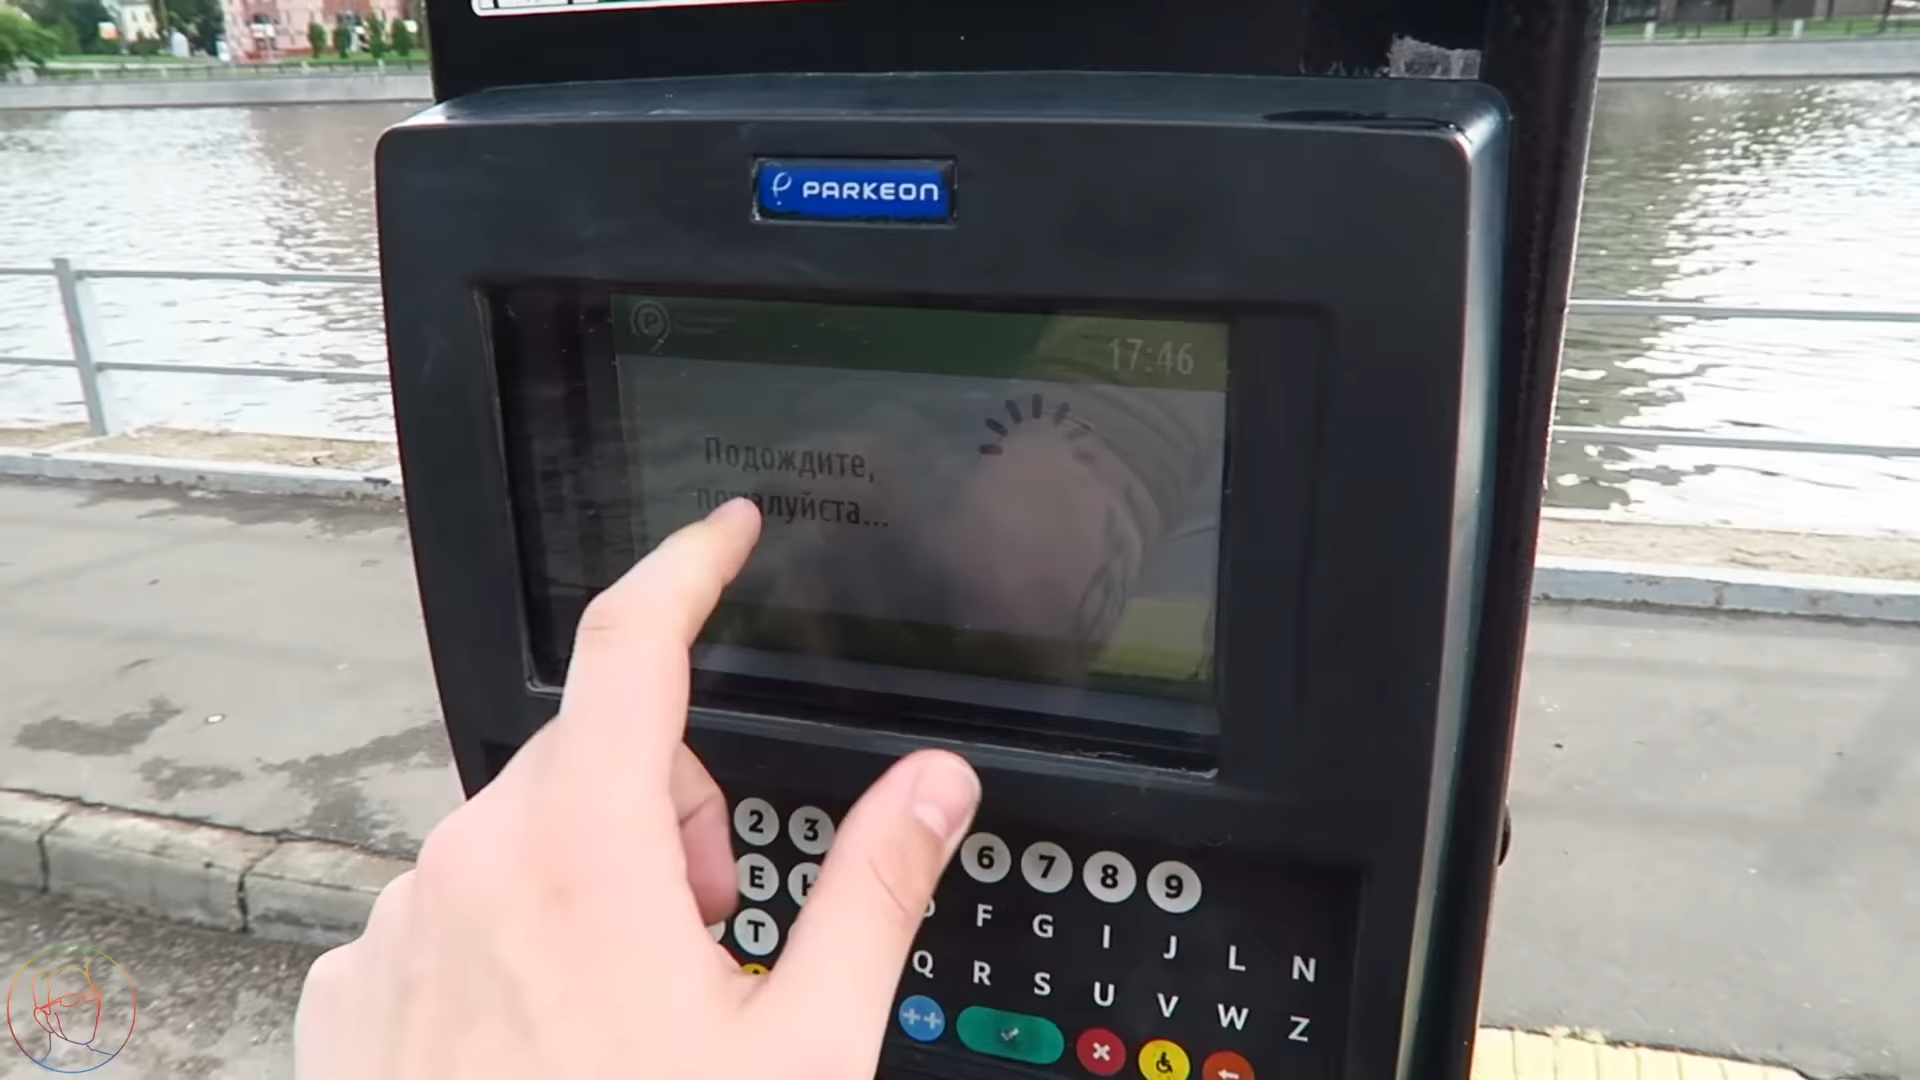 PARKEON
P
17:46
Подождите,
пожалуйста...
2 3 6 7 8 9
E
F G I J L N
T Q R S U V W Z
++